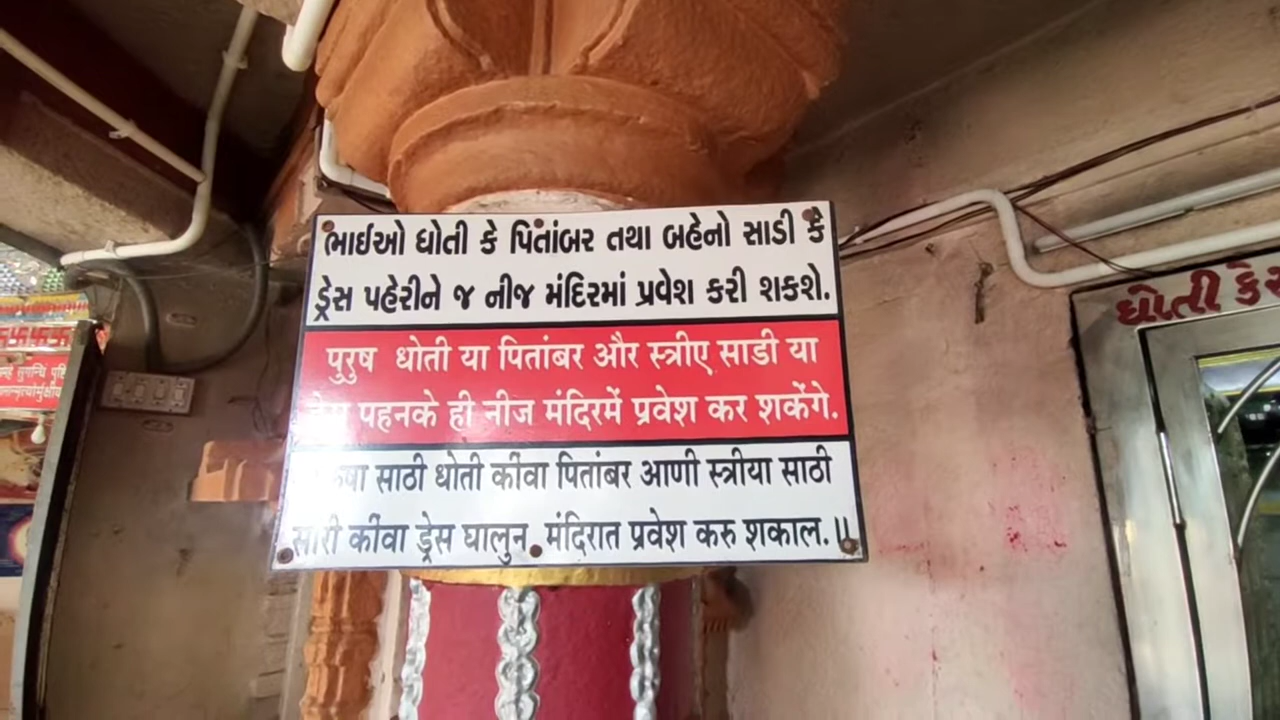 ભાઈઓ ધોતી કે પિતાંબર તથા બહેનો સાડી કે
ડ્રેસ પહેરીને જ નીજ મંદિરમાં પ્રવેશ કરી શકશે.
પુરુષ धोती या पितांबर और स्त्रीए साडी या
पहनके ही नीज मंदिरमें प्रवेश कर शकेंगे.
साठी धोती कींवा पितांबर आणी स्त्रीया साठी
सारी कींवा ड्रेस घालुन. मंदिरात प्रवेश करु शकाल.॥
ધોતી